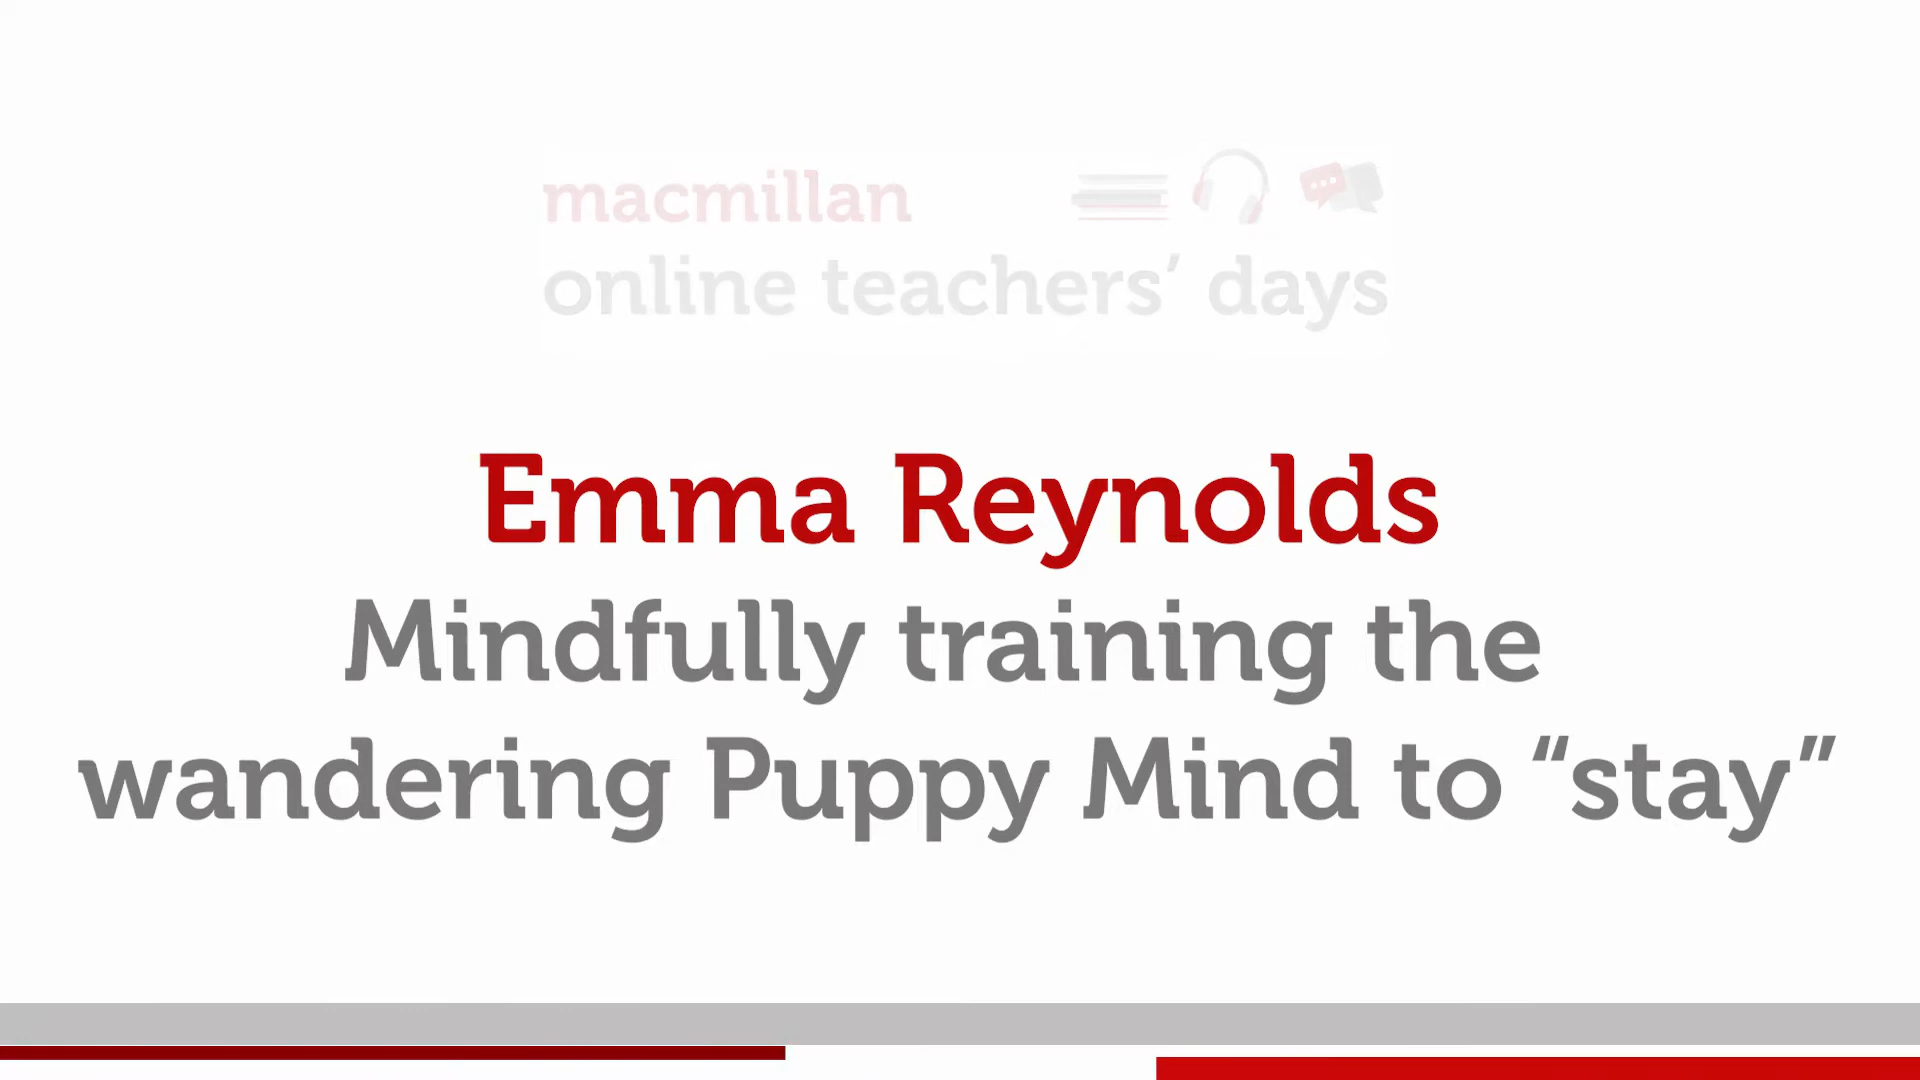 macmillan
online teachers’ days
Emma Reynolds
Mindfully training the
wandering Puppy Mind to “stay”